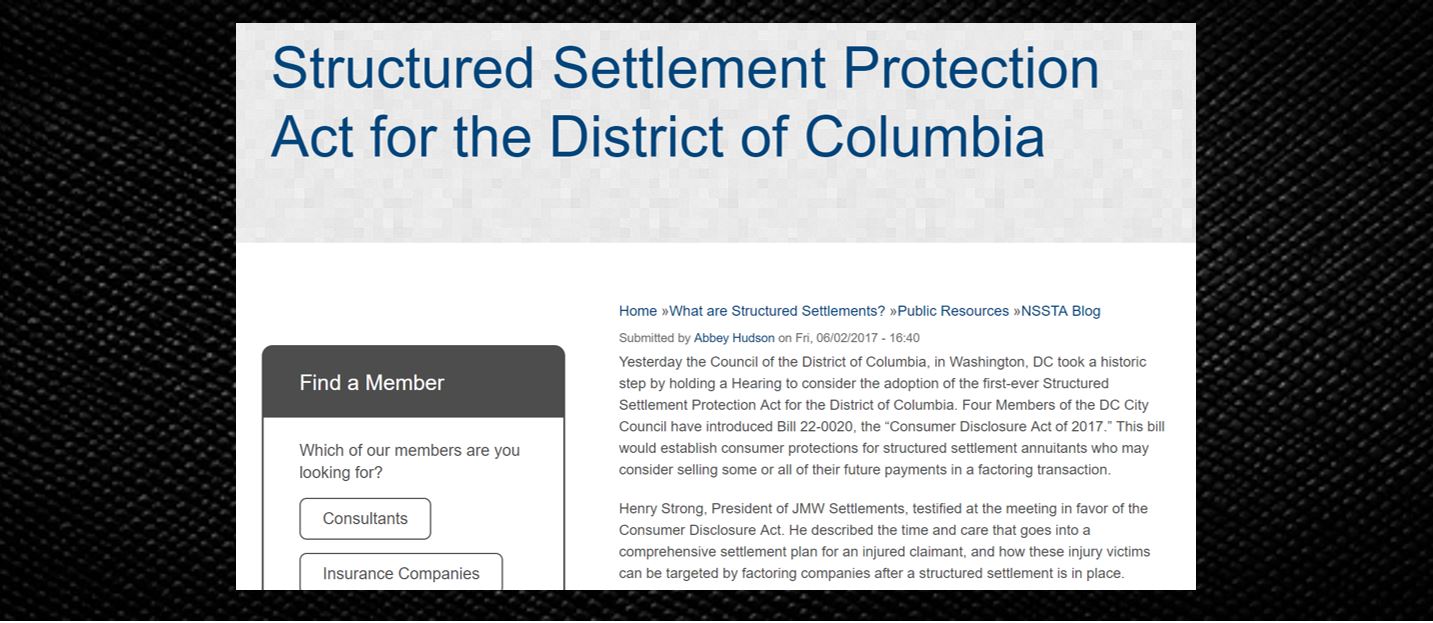 Structured Settlement Protection
Act for the District of Columbia
Home »What are Structured Settlements? »Public Resources »NSSTA Blog
Submitted by Abbey Hudson on Fri, 06/02/2017 - 16:40
Yesterday the Council of the District of Columbia, in Washington, DC took a historic
step by holding a Hearing to consider the adoption of the first-ever Structured
Settlement Protection Act for the District of Columbia. Four Members of the DC City
Council have introduced Bill 22-0020, the “Consumer Disclosure Act of 2017.” This bill
would establish consumer protections for structured settlement annuitants who may
consider selling some or all of their future payments in a factoring transaction.
Henry Strong, President of JMW Settlements, testified at the meeting in favor of the
Consumer Disclosure Act. He described the time and care that goes into a
comprehensive settlement plan for an injured claimant, and how these injury victims
can be targeted by factoring companies after a structured settlement is in place.
Find a Member
Which of our members are you
looking for?
Consultants
Insurance Companies